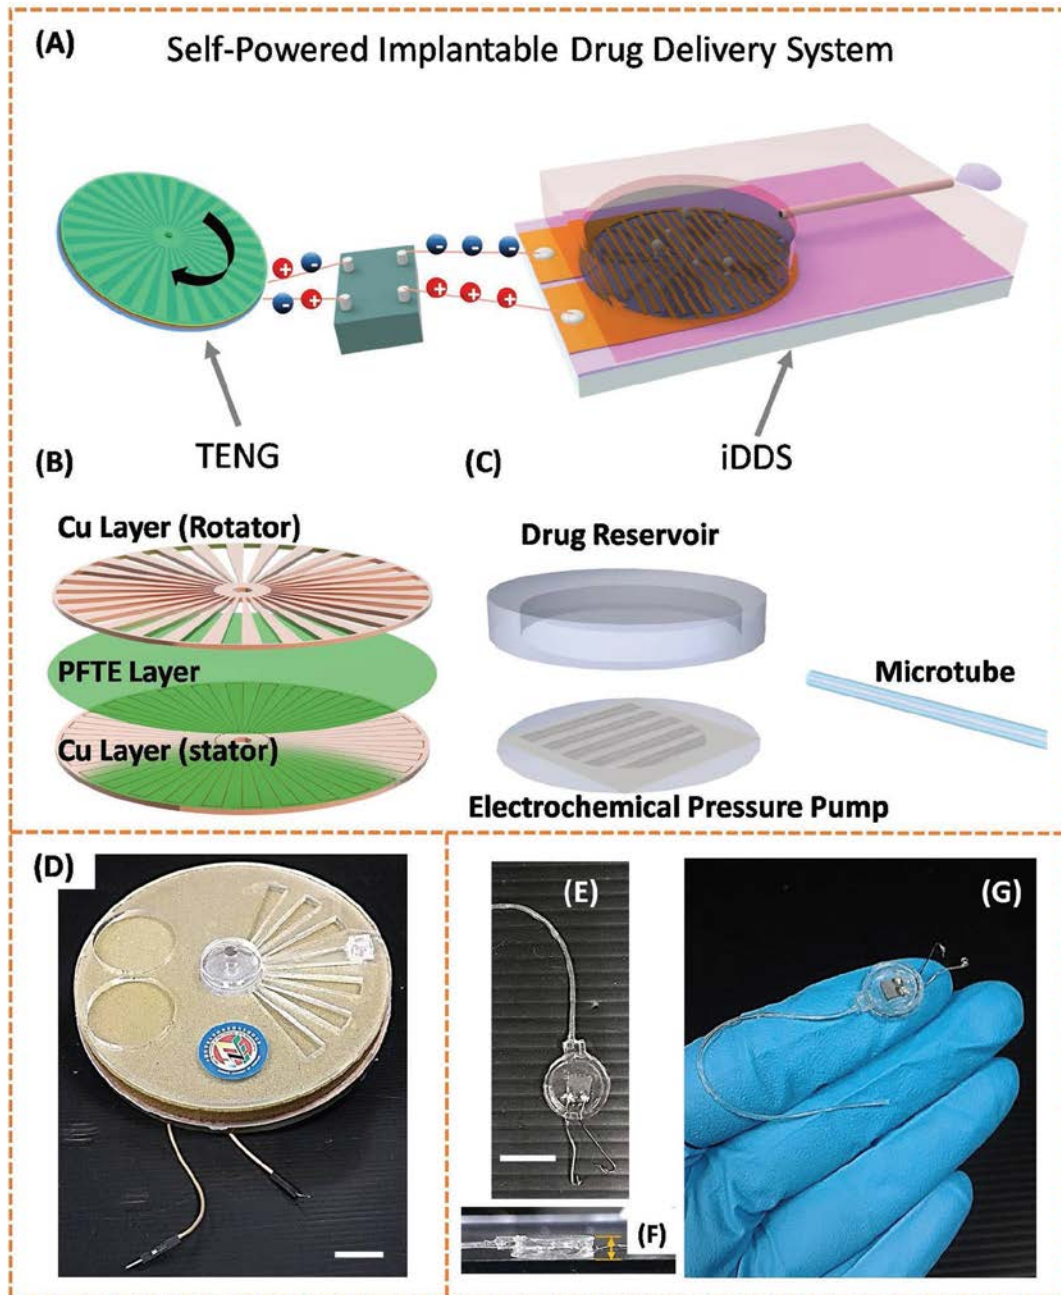 (A)
Self-Powered Implantable Drug Delivery System
+ - - - -
- + + + +
TENG
iDDS
(B)
(C)
Cu Layer (Rotator)
PFTE Layer
Cu Layer (stator)
Drug Reservoir
Microtube
Electrochemical Pressure Pump
(D)
(E)
(F)
(G)